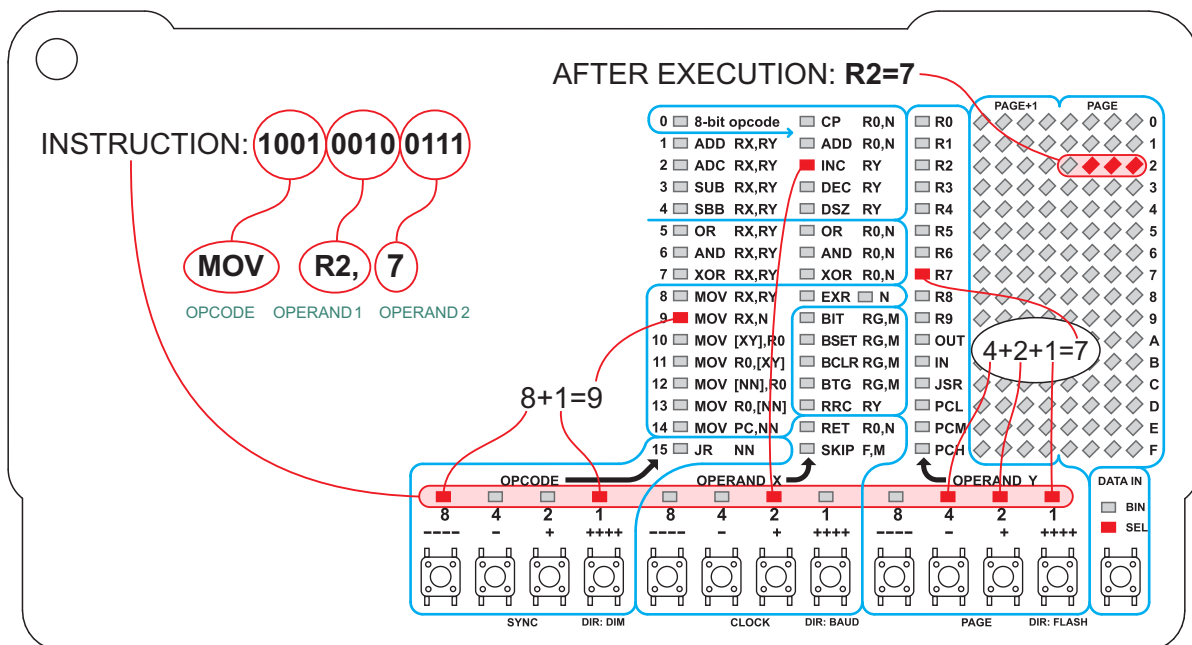 AFTER EXECUTION: R2=7
INSTRUCTION: 1001 0010 0111
MOV R2, 7
OPCODE OPERAND 1 OPERAND 2
PAGE+1 PAGE
0 8-bit opcode CP R0,N R0 0
1 ADD RX,RY ADD R0,N R1 1
2 ADC RX,RY INC RY R2 2
3 SUB RX,RY DEC RY R3 3
4 SBB RX,RY DSZ RY R4 4
5 OR RX,RY OR R0,N R5 5
6 AND RX,RY AND R0,N R6 6
7 XOR RX,RY XOR R0,N R7 7
8 MOV RX,RY EXR N R8 8
9 MOV RX,N BIT RG,M R9 9
10 MOV [XY],R0 BSET RG,M OUT A
11 MOV R0,[XY] BCLR RG,M IN B
12 MOV [NN],R0 BTG RG,M JSR C
13 MOV R0,[NN] RRC RY PCL D
14 MOV PC,NN RET R0,N PCM E
15 JR NN SKIP F,M PCH F
8+1=9
4+2+1=7
OPCODE OPERAND X OPERAND Y DATA IN
8 4 2 1 8 4 2 1 8 4 2 1
BIN
SEL
---- - + ++++ ---- - + ++++ ---- - + ++++
SYNC DIR: DIM CLOCK DIR: BAUD PAGE DIR: FLASH